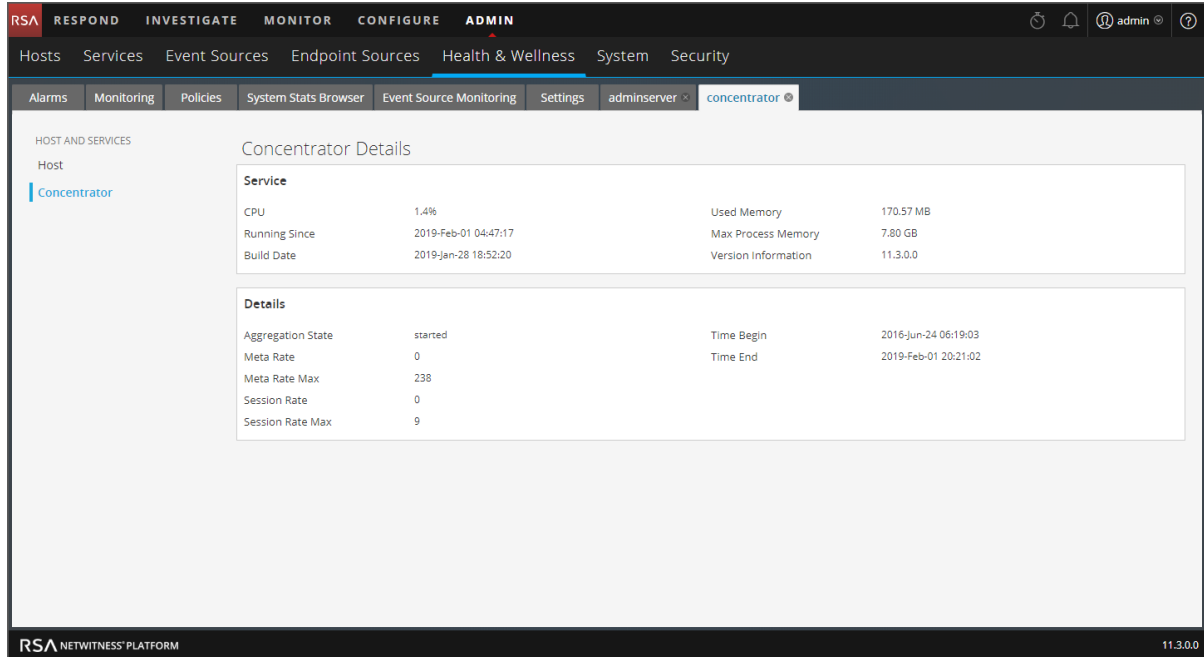 RSA RESPOND INVESTIGATE MONITOR CONFIGURE ADMIN admin
Hosts Services Event Sources Endpoint Sources Health & Wellness System Security
Alarms Monitoring Policies System Stats Browser Event Source Monitoring Settings adminserver concentrator
HOST AND SERVICES
Host
Concentrator
Concentrator Details
Service
CPU 1.4% Used Memory 170.57 MB
Running Since 2019-Feb-01 04:47:17 Max Process Memory 7.80 GB
Build Date 2019-Jan-28 18:52:20 Version Information 11.3.0.0
Details
Aggregation State started Time Begin 2016-Jun-24 06:19:03
Meta Rate 0 Time End 2019-Feb-01 20:21:02
Meta Rate Max 238
Session Rate 0
Session Rate Max 9
RSA NETWITNESS® PLATFORM 11.3.0.0